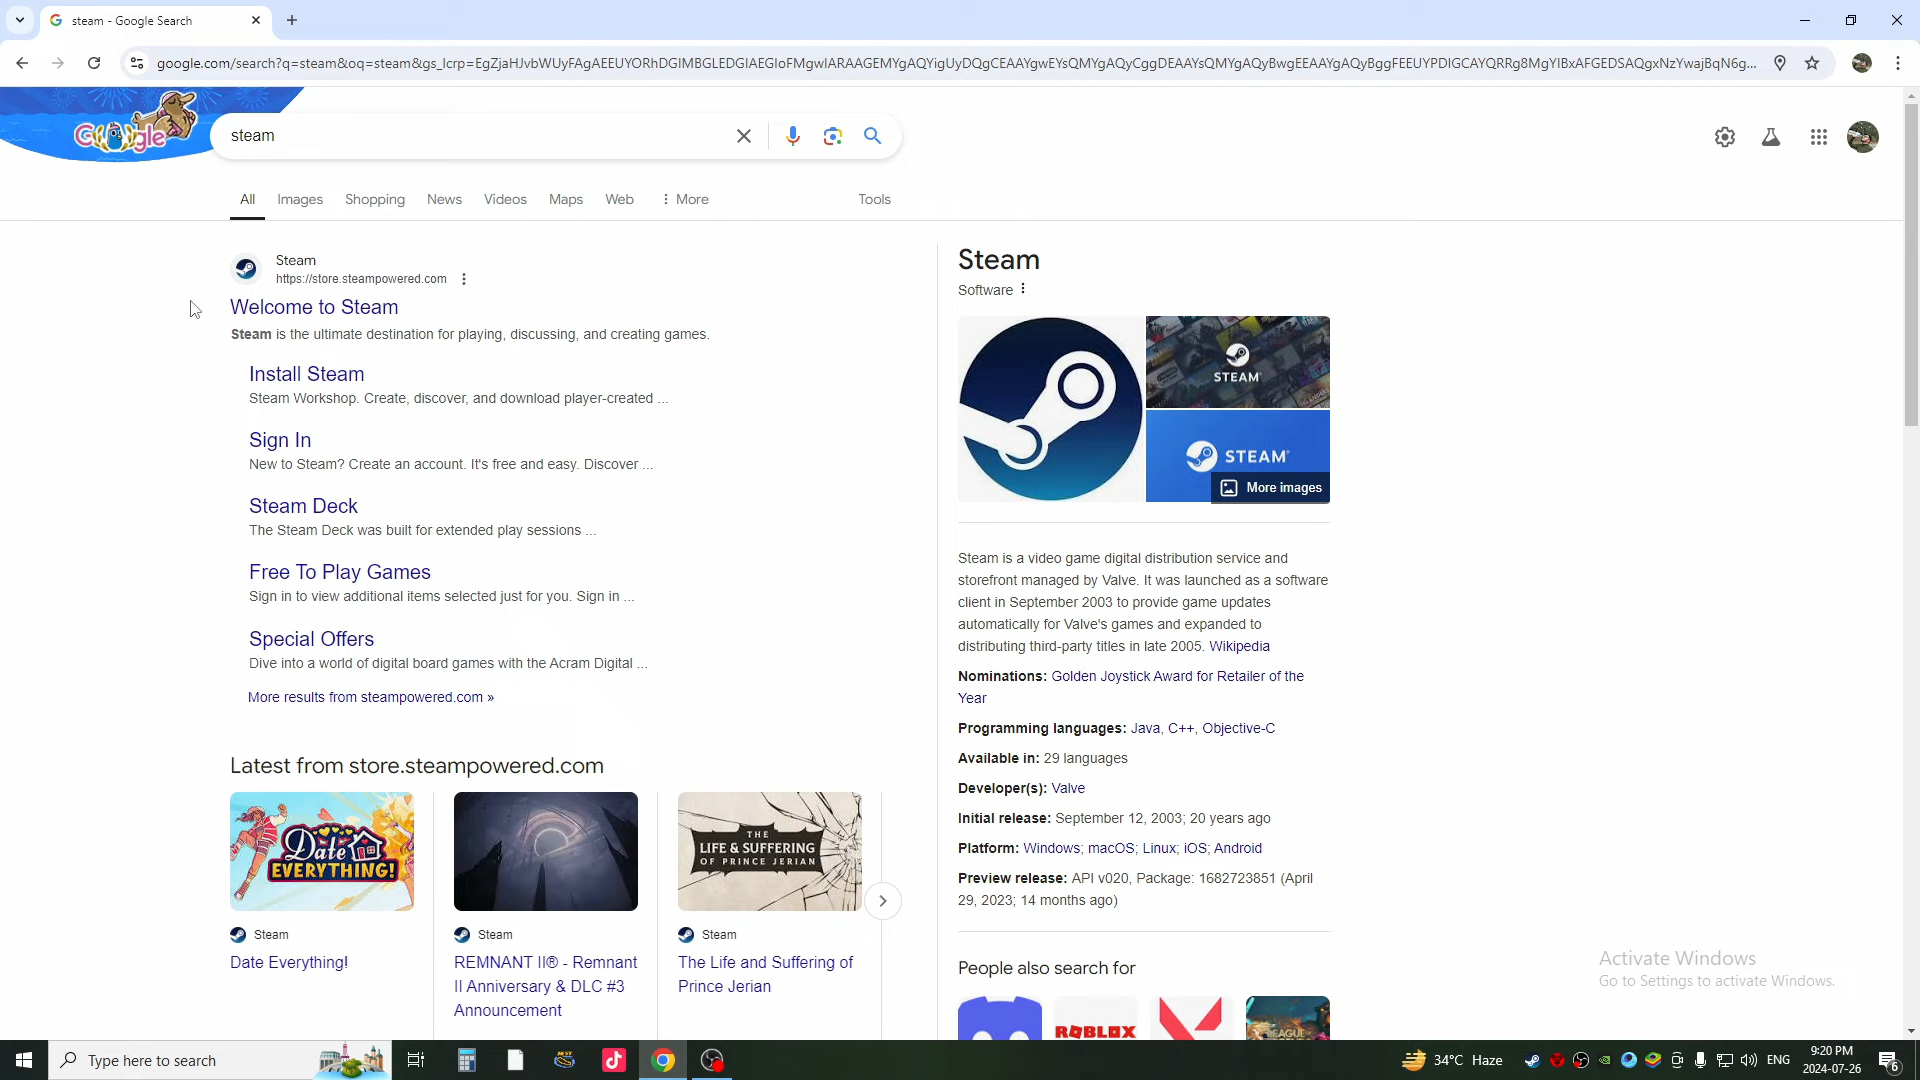 steam - Google Search
google.com/search?q=steam&oq=steam&gs_lcrp=EgZjaHJvbWUyFAgAEEUYORhDGIMBGLEDGIAEGIoFMgwIARAAGEMYgAQYigUyDQgCEAAYgwEYsQMYgAQyCggDEAAYsQMYgAQyBwgEEAAYgAQyBggFEEUYPDIGCAYQRRg8MgYIBxAFGEDSAQgxNzYwajBqN6g...
Google
steam
All Images Shopping News Videos Maps Web More Tools
Steam
https://store.steampowered.com
Welcome to Steam
Steam is the ultimate destination for playing, discussing, and creating games.
Install Steam
Steam Workshop. Create, discover, and download player-created ...
Sign In
New to Steam? Create an account. It's free and easy. Discover ...
Steam Deck
The Steam Deck was built for extended play sessions ...
Free To Play Games
Sign in to view additional items selected just for you. Sign in ...
Special Offers
Dive into a world of digital board games with the Acram Digital ...
More results from steampowered.com »
Latest from store.steampowered.com
Date EVERYTHING!
THE LIFE & SUFFERING OF PRINCE JERIAN
Steam
Date Everything!
Steam
REMNANT II® - Remnant
II Anniversary & DLC #3
Announcement
Steam
The Life and Suffering of
Prince Jerian
Steam
Software
STEAM
STEAM
More images
Steam is a video game digital distribution service and
storefront managed by Valve. It was launched as a software
client in September 2003 to provide game updates
automatically for Valve's games and expanded to
distributing third-party titles in late 2005. Wikipedia
Nominations: Golden Joystick Award for Retailer of the
Year
Programming languages: Java, C++, Objective-C
Available in: 29 languages
Developer(s): Valve
Initial release: September 12, 2003; 20 years ago
Platform: Windows; macOS; Linux; iOS; Android
Preview release: API v020, Package: 1682723851 (April
29, 2023; 14 months ago)
People also search for
ROBLOX
Activate Windows
Go to Settings to activate Windows.
Type here to search
34°C Haze
ENG
9:20 PM
2024-07-26
6